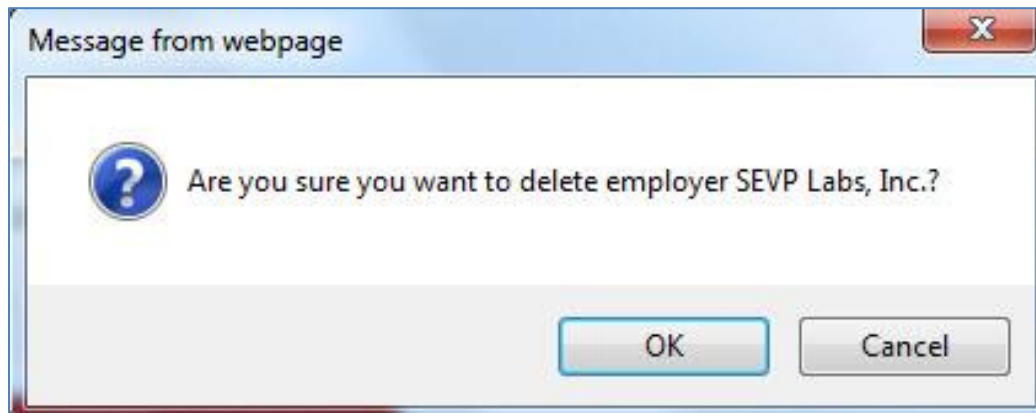 Message from webpage
Are you sure you want to delete employer SEVP Labs, Inc.?
OK
Cancel